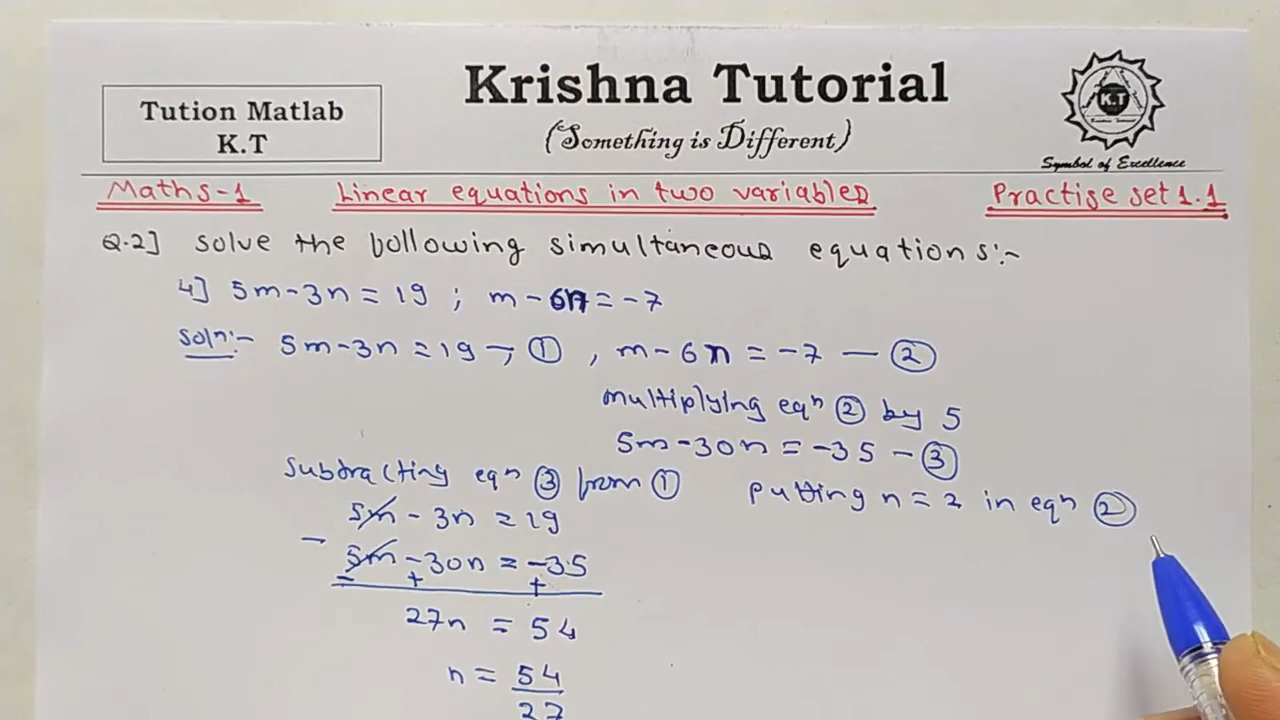 Tution Matlab
K.T
Krishna Tutorial
(Something is Different)
K.T
Symbol of Excellence
Maths-1 Linear equations in two variables Practise set 1.1
Q.2] Solve the following simultaneous equations:-
4] 5m-3n=19 ; m-6n=-7
Soln:- 5m-3n=19 — ① , m-6n=-7 — ②
multiplying eqn ② by 5
5m-30n=-35 — ③
Subtracting eqn ③ from ①
5m-3n=19
- 5m-30n=-35
- + +
27n = 54
n = 54
27
Putting n=2 in eqn ②